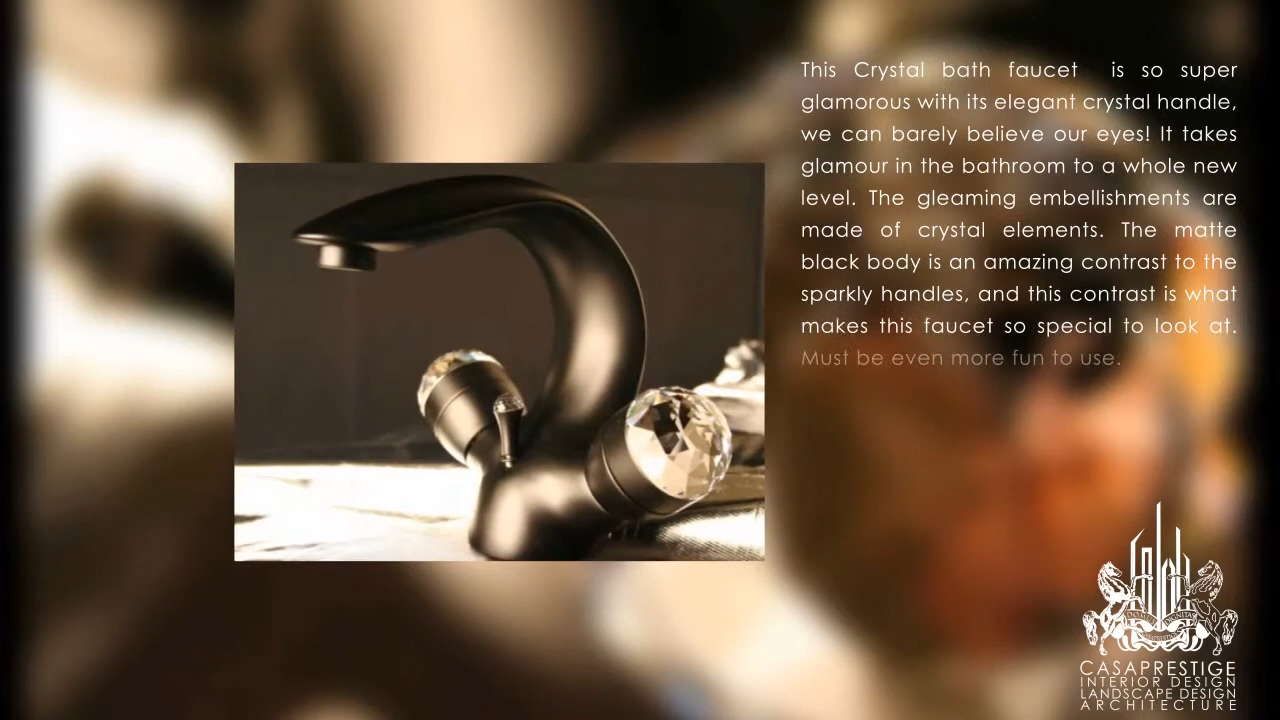 This Crystal bath faucet is so super
glamorous with its elegant crystal handle,
we can barely believe our eyes! It takes
glamour in the bathroom to a whole new
level. The gleaming embellishments are
made of crystal elements. The matte
black body is an amazing contrast to the
sparkly handles, and this contrast is what
makes this faucet so special to look at.
Must be even more fun to use.
CASAPRESTIGE
INTERIOR DESIGN
LANDSCAPE DESIGN
ARCHITECTURE